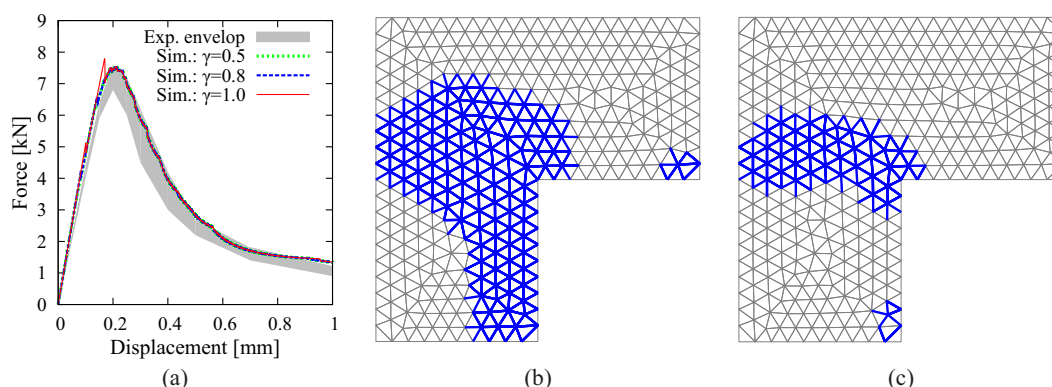 9
8
7
6
5
4
3
2
1
0
Force [kN]
Exp. envelop
Sim.: γ=0.5
Sim.: γ=0.8
Sim.: γ=1.0
0 0.2 0.4 0.6 0.8 1
Displacement [mm]
(a) (b) (c)